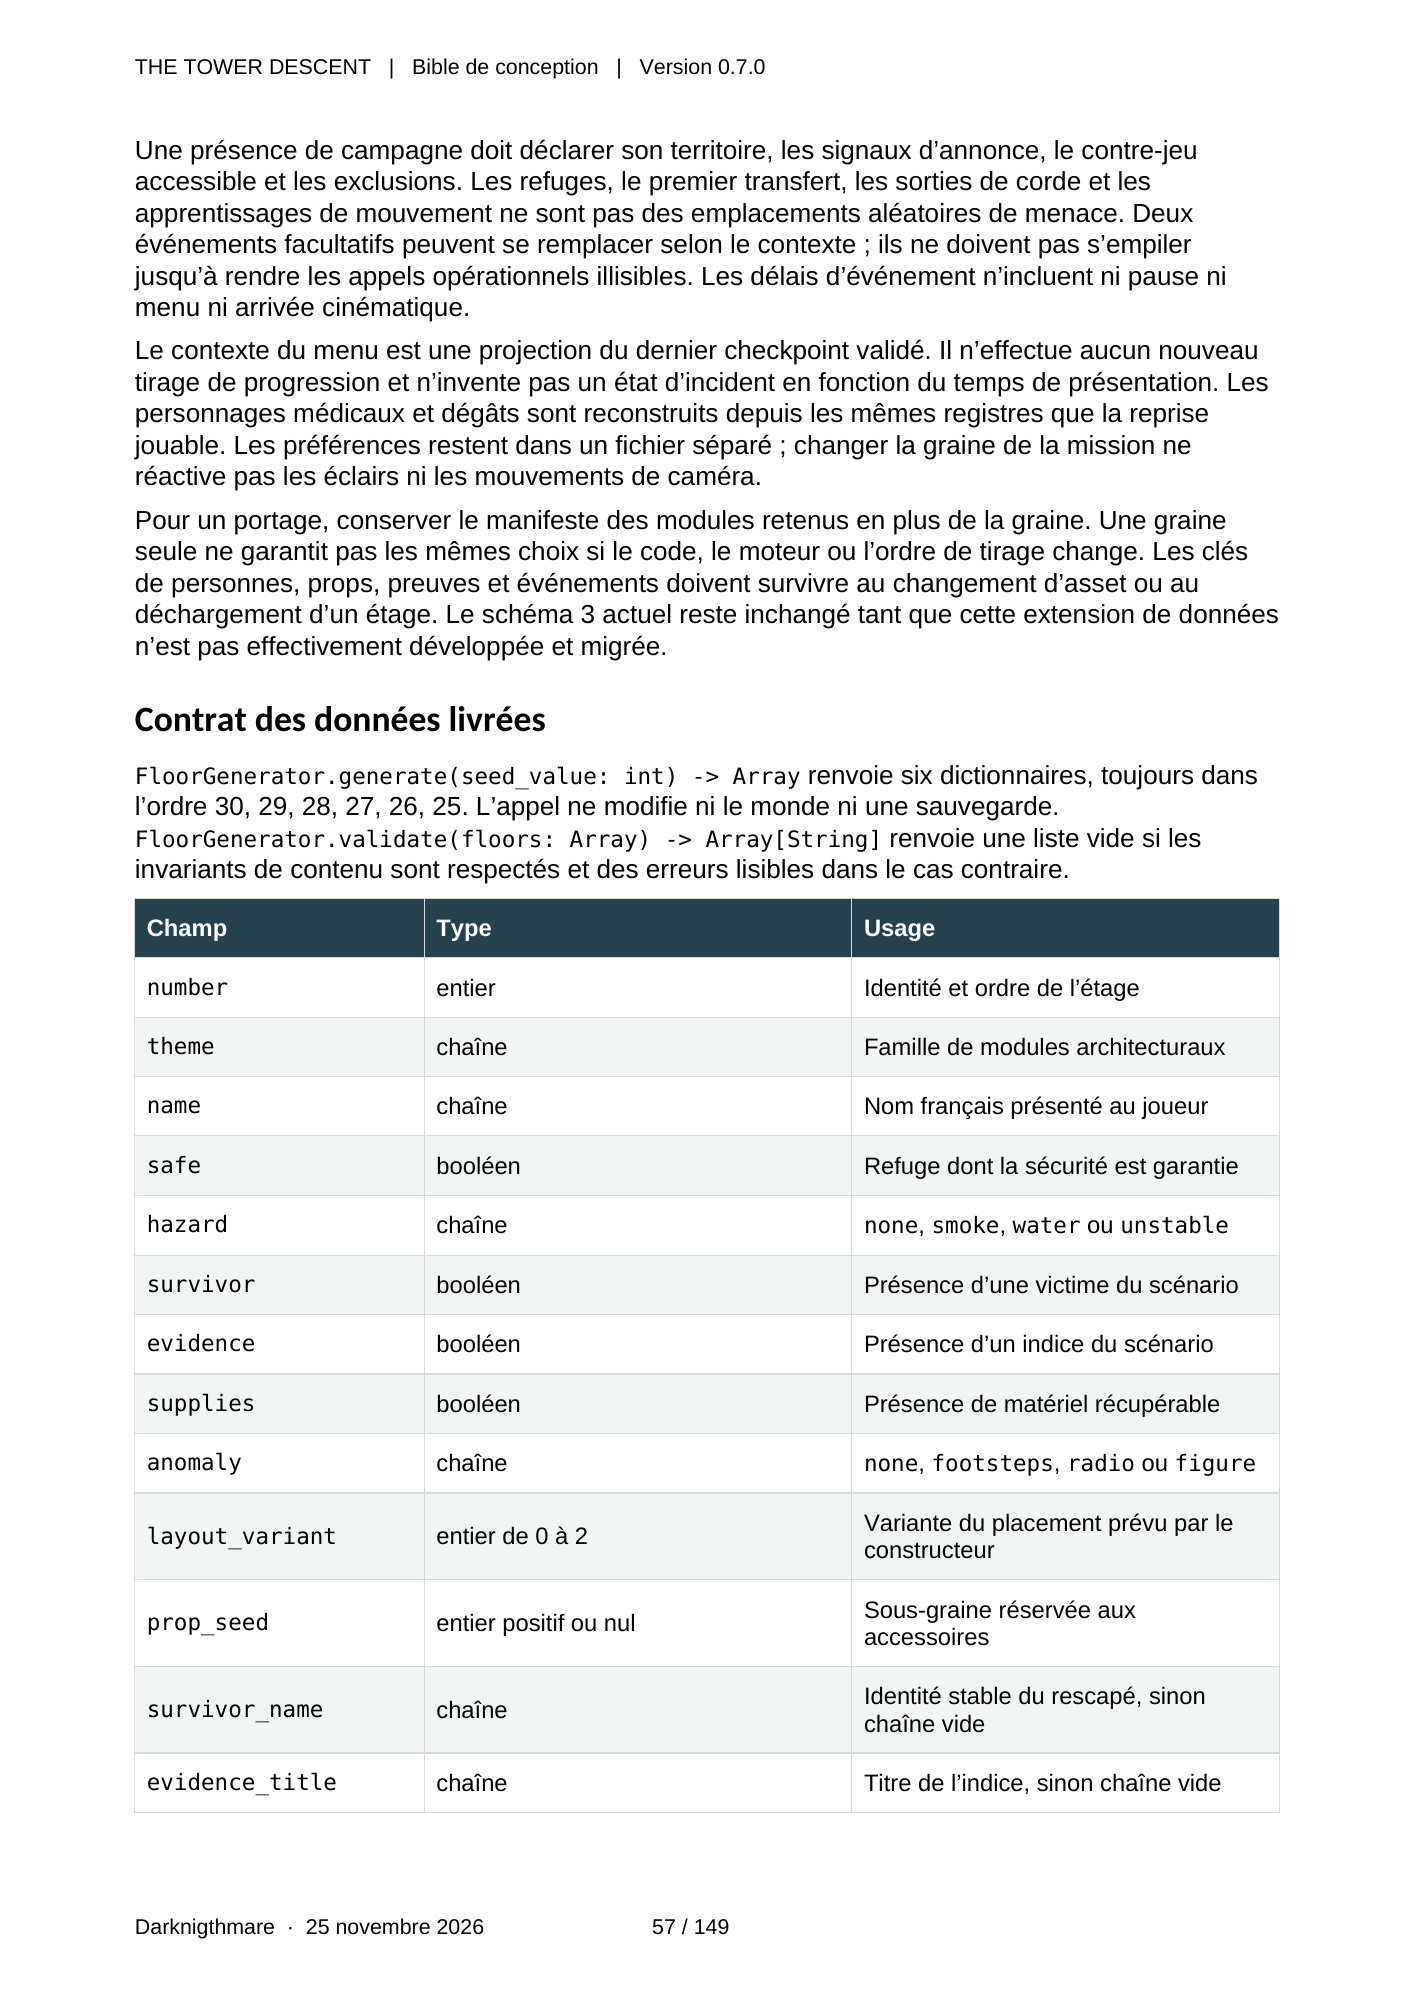 THE TOWER DESCENT | Bible de conception | Version 0.7.0
Une présence de campagne doit déclarer son territoire, les signaux d’annonce, le contre-jeu
accessible et les exclusions. Les refuges, le premier transfert, les sorties de corde et les
apprentissages de mouvement ne sont pas des emplacements aléatoires de menace. Deux
événements facultatifs peuvent se remplacer selon le contexte ; ils ne doivent pas s’empiler
jusqu’à rendre les appels opérationnels illisibles. Les délais d’événement n’incluent ni pause ni
menu ni arrivée cinématique.
Le contexte du menu est une projection du dernier checkpoint validé. Il n’effectue aucun nouveau
tirage de progression et n’invente pas un état d’incident en fonction du temps de présentation. Les
personnages médicaux et dégâts sont reconstruits depuis les mêmes registres que la reprise
jouable. Les préférences restent dans un fichier séparé ; changer la graine de la mission ne
réactive pas les éclairs ni les mouvements de caméra.
Pour un portage, conserver le manifeste des modules retenus en plus de la graine. Une graine
seule ne garantit pas les mêmes choix si le code, le moteur ou l’ordre de tirage change. Les clés
de personnes, props, preuves et événements doivent survivre au changement d’asset ou au
déchargement d’un étage. Le schéma 3 actuel reste inchangé tant que cette extension de données
n’est pas effectivement développée et migrée.
Contrat des données livrées
FloorGenerator.generate(seed_value: int) -> Array renvoie six dictionnaires, toujours dans
l’ordre 30, 29, 28, 27, 26, 25. L’appel ne modifie ni le monde ni une sauvegarde.
FloorGenerator.validate(floors: Array) -> Array[String] renvoie une liste vide si les
invariants de contenu sont respectés et des erreurs lisibles dans le cas contraire.
Champ Type Usage
number entier Identité et ordre de l’étage
theme chaîne Famille de modules architecturaux
name chaîne Nom français présenté au joueur
safe booléen Refuge dont la sécurité est garantie
hazard chaîne none, smoke, water ou unstable
survivor booléen Présence d’une victime du scénario
evidence booléen Présence d’un indice du scénario
supplies booléen Présence de matériel récupérable
anomaly chaîne none, footsteps, radio ou figure
layout_variant entier de 0 à 2 Variante du placement prévu par le
constructeur
prop_seed entier positif ou nul Sous-graine réservée aux
accessoires
survivor_name chaîne Identité stable du rescapé, sinon
chaîne vide
evidence_title chaîne Titre de l’indice, sinon chaîne vide
Darknigthmare · 25 novembre 2026 57 / 149